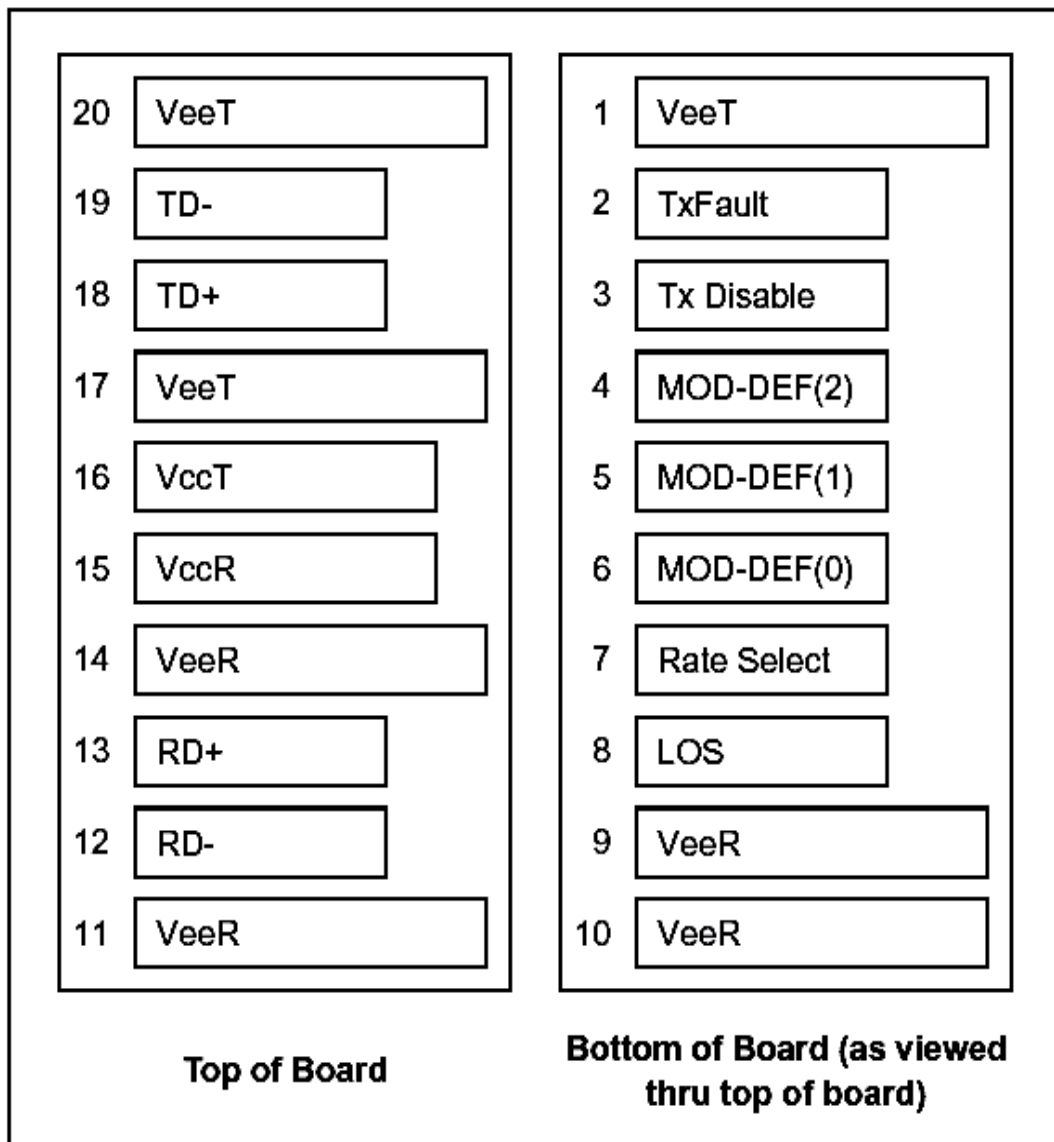 20 VeeT
19 TD-
18 TD+
17 VeeT
16 VccT
15 VccR
14 VeeR
13 RD+
12 RD-
11 VeeR
Top of Board
1 VeeT
2 TxFault
3 Tx Disable
4 MOD-DEF(2)
5 MOD-DEF(1)
6 MOD-DEF(0)
7 Rate Select
8 LOS
9 VeeR
10 VeeR
Bottom of Board (as viewed
thru top of board)